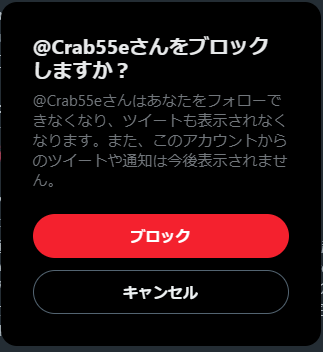 @Crab55eさんをブロック
しますか？
@Crab55eさんはあなたをフォローで
きなくなり、ツイートも表示されなく
なります。また、このアカウントから
のツイートや通知は今後表示されませ
ん。
ブロック
キャンセル